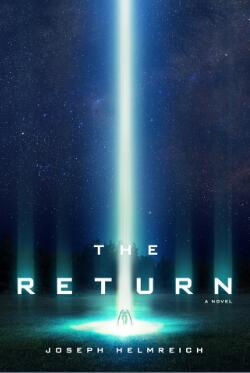 THE
RETURN
A NOVEL
JOSEPH HELMREICH